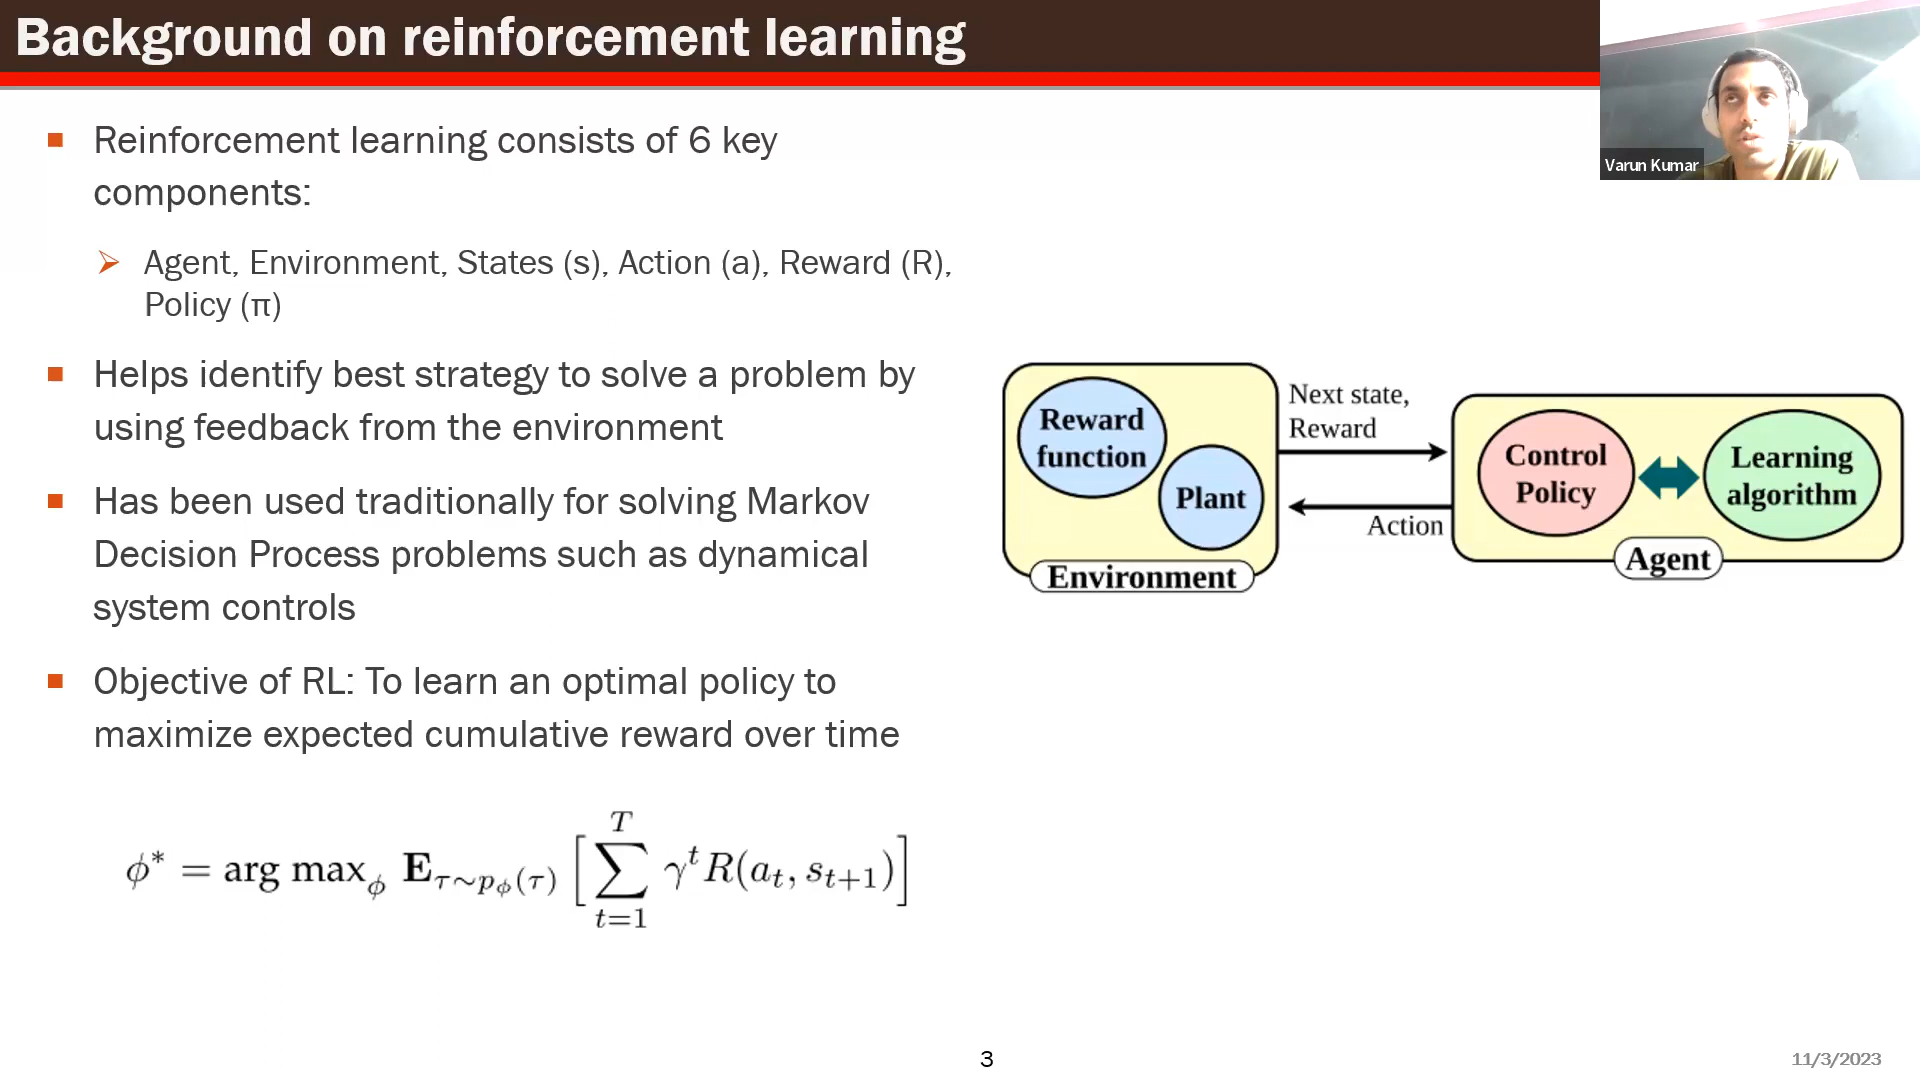 Background on reinforcement learning
Varun Kumar
Reinforcement learning consists of 6 key
components:
Agent, Environment, States (s), Action (a), Reward (R),
Policy (π)
Helps identify best strategy to solve a problem by
using feedback from the environment
Has been used traditionally for solving Markov
Decision Process problems such as dynamical
system controls
Objective of RL: To learn an optimal policy to
maximize expected cumulative reward over time
ϕ* = arg max_ϕ E_{τ∼p_ϕ(τ)} [ ∑_{t=1}^{T} γ^t R(a_t, s_{t+1}) ]
Reward
function
Plant
Environment
Next state,
Reward
Action
Control
Policy
Learning
algorithm
Agent
3
11/3/2023